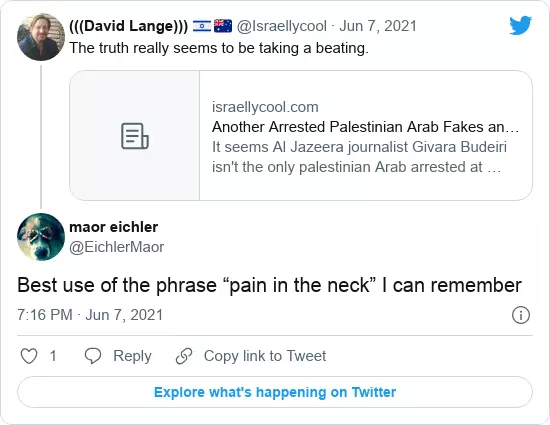 (((David Lange))) 🇮🇱 🇦🇺 @Israellycool · Jun 7, 2021
The truth really seems to be taking a beating.
israellycool.com
Another Arrested Palestinian Arab Fakes an…
It seems Al Jazeera journalist Givara Budeiri
isn't the only palestinian Arab arrested at …
maor eichler
@EichlerMaor
Best use of the phrase “pain in the neck” I can remember
7:16 PM · Jun 7, 2021
1 Reply Copy link to Tweet
Explore what's happening on Twitter